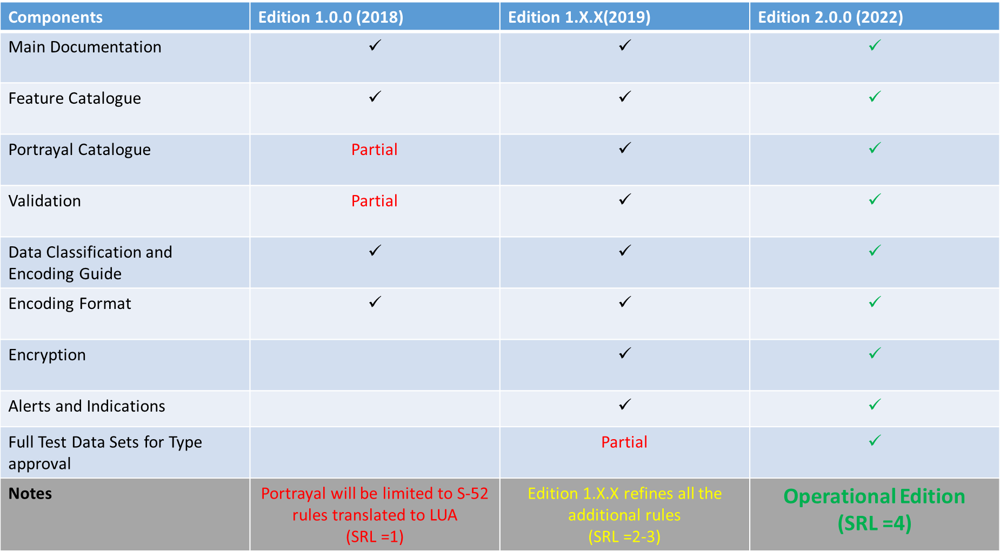 Components Edition 1.0.0 (2018) Edition 1.X.X(2019) Edition 2.0.0 (2022)
Main Documentation ✓ ✓ ✓
Feature Catalogue ✓ ✓ ✓
Portrayal Catalogue Partial ✓ ✓
Validation Partial ✓ ✓
Data Classification and ✓ ✓ ✓
Encoding Guide
Encoding Format ✓ ✓ ✓
Encryption ✓ ✓
Alerts and Indications ✓ ✓
Full Test Data Sets for Type Partial ✓
approval
Notes
Portrayal will be limited to S-52
rules translated to LUA
(SRL =1)
Edition 1.X.X refines all the
additional rules
(SRL =2-3)
Operational Edition
(SRL =4)